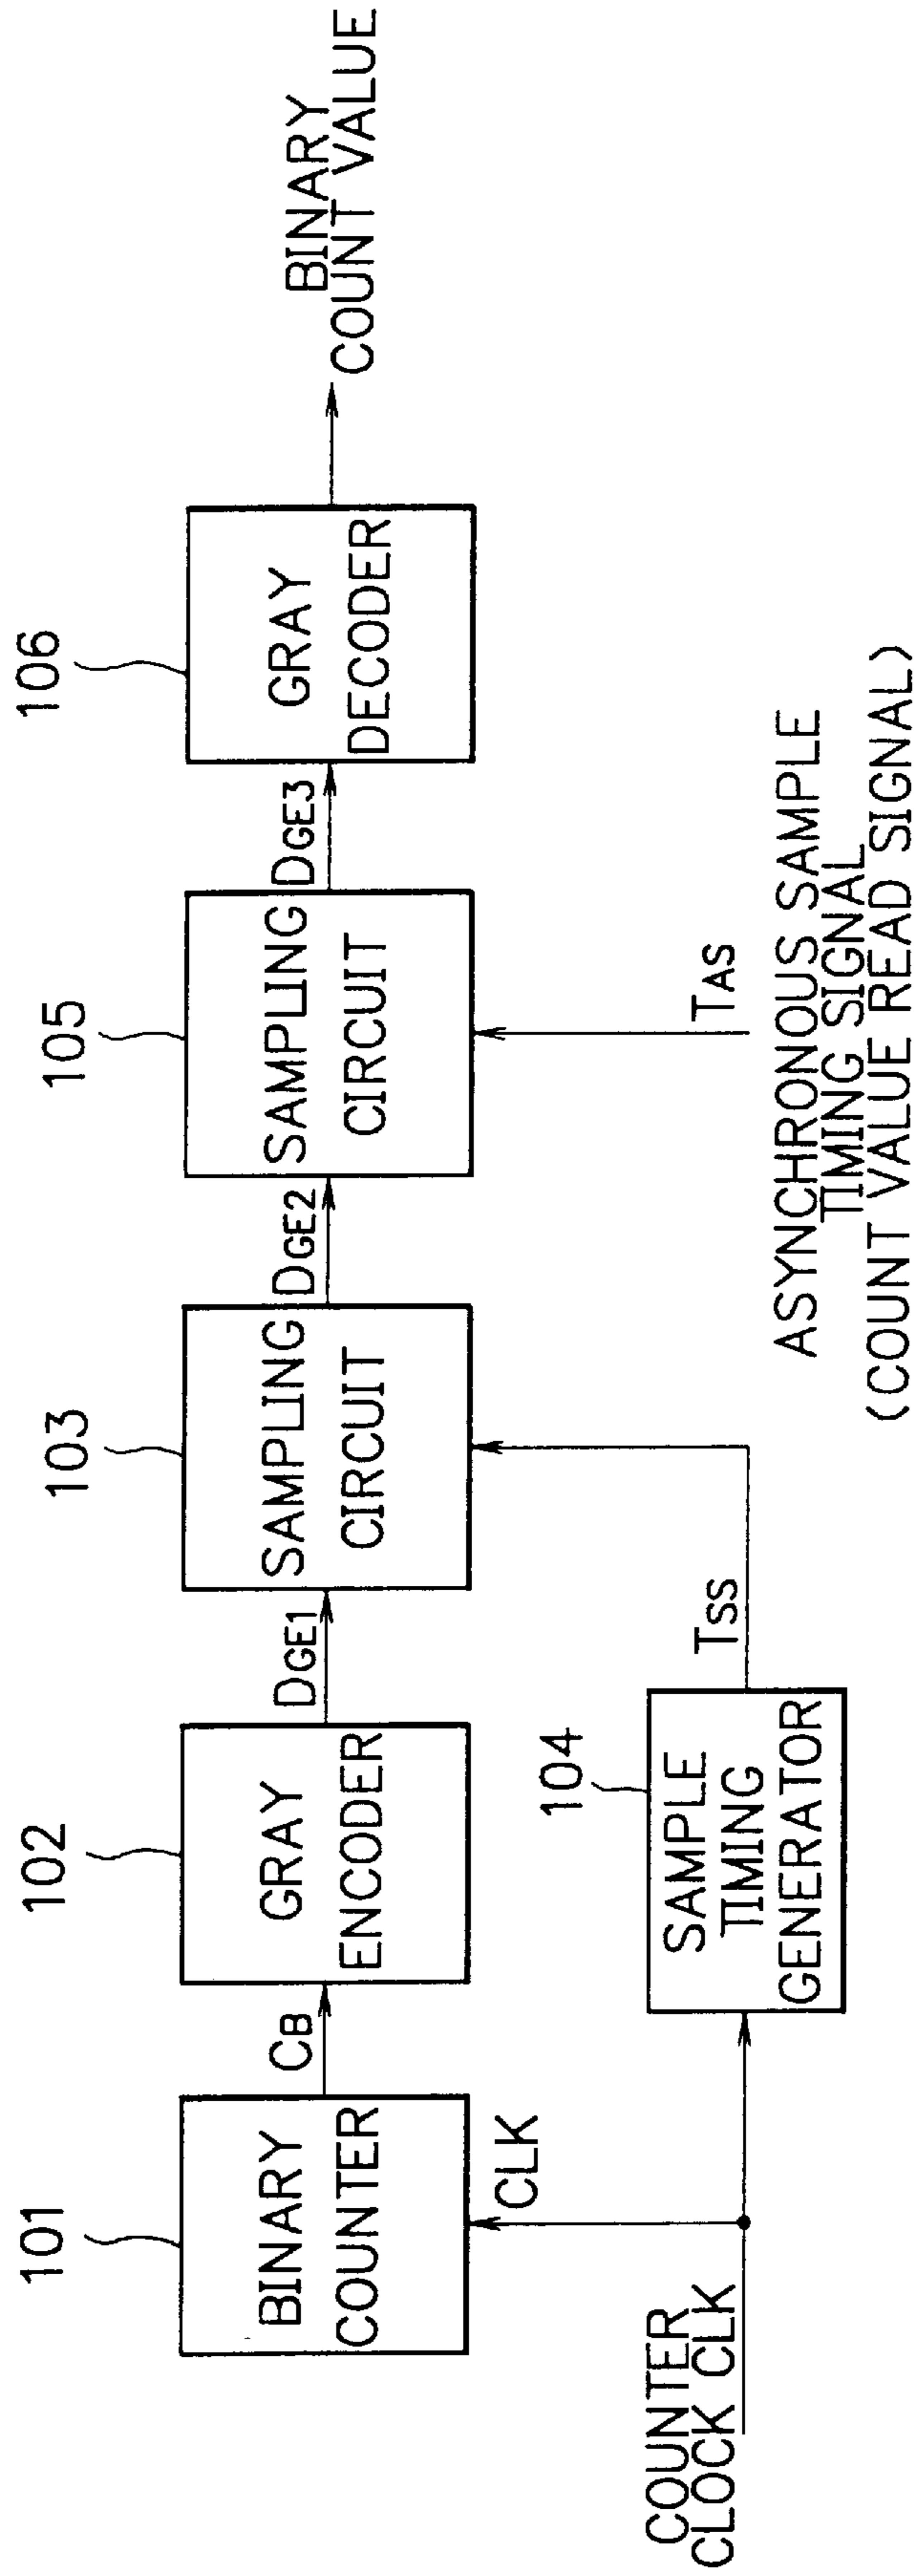 101
BINARY
COUNTER
CB
102
GRAY
ENCODER
DGE1
103
SAMPLING
CIRCUIT
DGE2
105
SAMPLING
CIRCUIT
DGE3
106
GRAY
DECODER
BINARY
COUNT VALUE
COUNTER
CLOCK CLK
CLK
104
SAMPLE
TIMING
GENERATOR
TSS
TAS
ASYNCHRONOUS SAMPLE
TIMING SIGNAL
(COUNT VALUE READ SIGNAL)